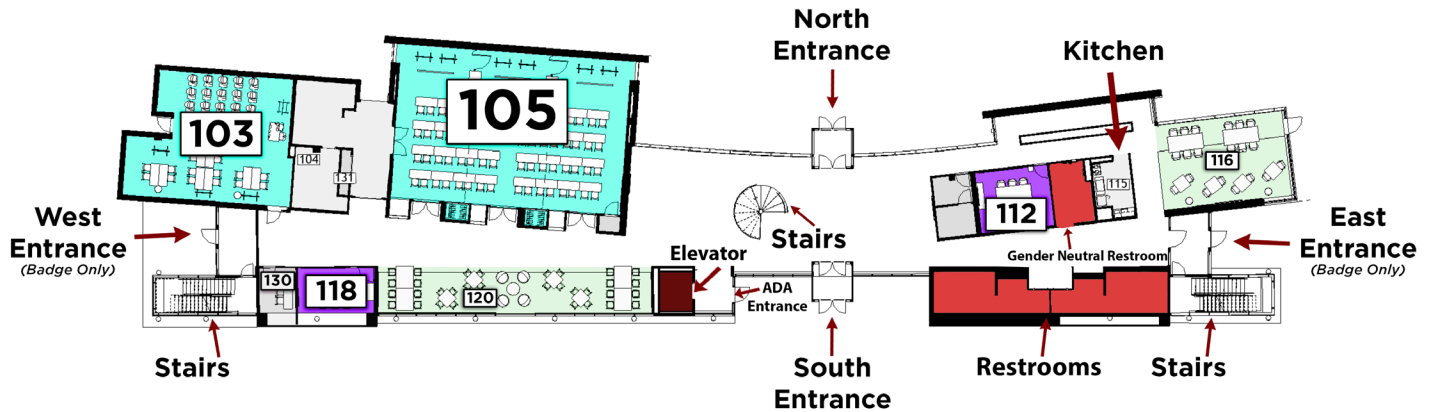 North
Entrance
Kitchen
105
103
104
131
116
115
112
West
Entrance
(Badge Only)
Stairs
East
Entrance
(Badge Only)
Elevator
Gender Neutral Restroom
130
118
120
ADA
Entrance
Stairs
South
Entrance
Restrooms
Stairs